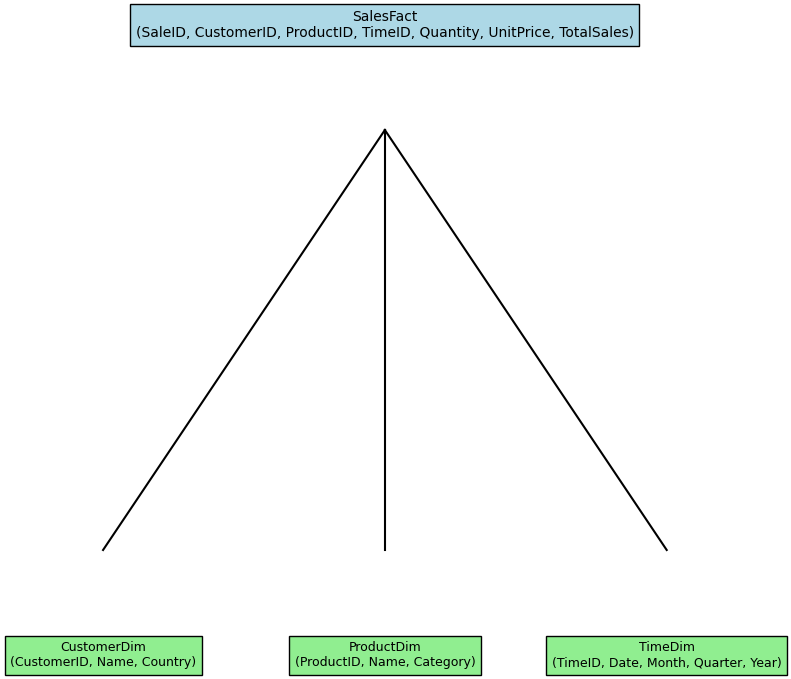 SalesFact
(SaleID, CustomerID, ProductID, TimeID, Quantity, UnitPrice, TotalSales)
CustomerDim
(CustomerID, Name, Country)
ProductDim
(ProductID, Name, Category)
TimeDim
(TimeID, Date, Month, Quarter, Year)